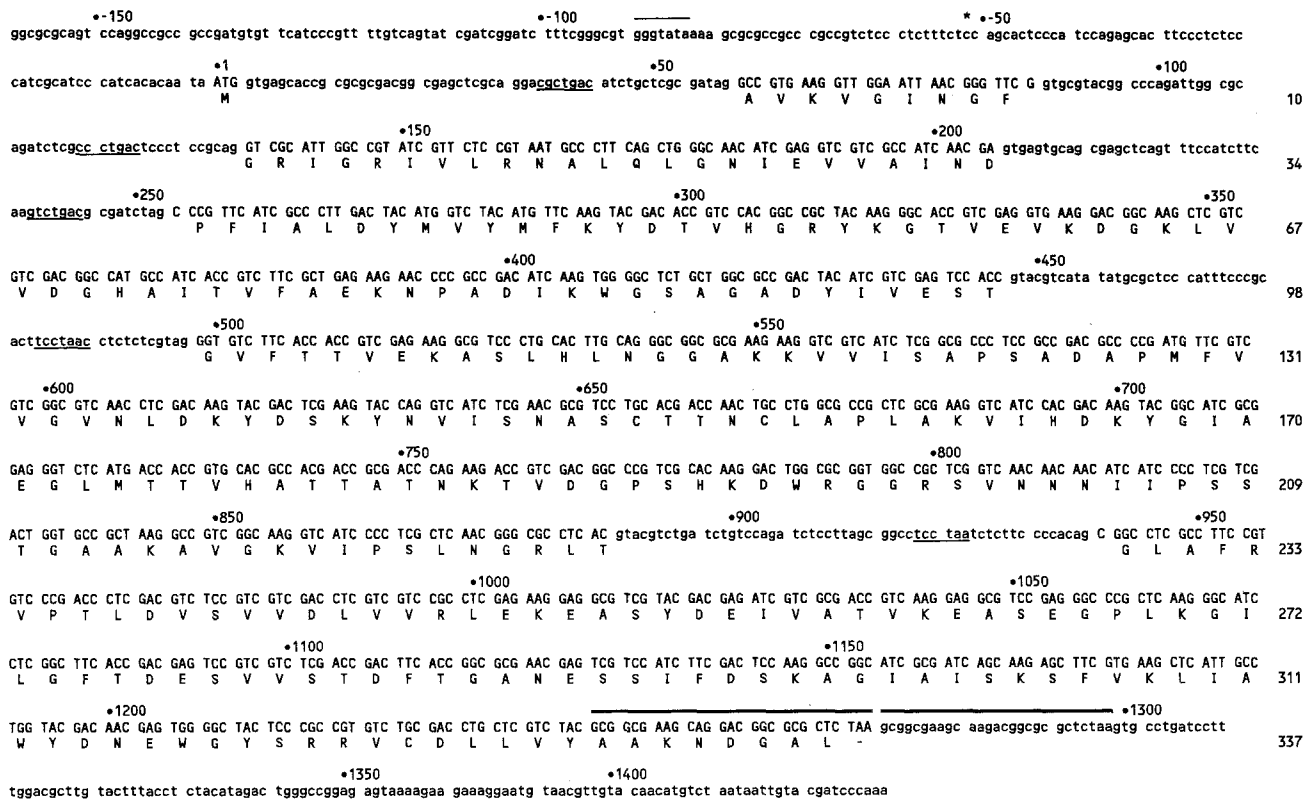 •-150 •-100 * •-50
ggcgcgcagt ccaggccgcc gccgatgtgt tcatcccgtt ttgtcagtat cgatcggatc tttcgggcgt gggtataaaa gcgcgccgcc cgccgtctcc ctctttctcc agcactccca tccagagcac ttccctctcc
•1 •50 •100
catcgcatcc catcacacaa ta ATG gtgagcaccg cgcgcgacgg cgagctcgca ggacgctgac atctgctcgc gatag GCC GTG AAG GTT GGA ATT AAC GGG TTC G gtgcgtacgg cccagattgg cgc
M A V K V G I N G F 10
•150 •200
agatctcgcc cctgactccct ccgcag GT CGC ATT GGC CGT ATC GTT CTC CGT AAT GCC CTT CAG CTG GGC AAC ATC GAG GTC GTC GCC ATC AAC GA gtgagtgcag cgagctcagt tttccatcttc
G R I G R I V L R N A L Q L G N I E V V A I N D 34
•250 •300 •350
aagtctgacg cgatctag C CCG TTC ATC GCC CTT GAC TAC ATG GTC TAC ATG TTC AAG TAC GAC ACC GTC CAC GGC CGC TAC AAG GGC ACC GTC GAG GTG AAG GAC GGC AAG CTC GTC
P F I A L D Y M V Y M F K Y D T V H G R Y K G T V E V K D G K L V 67
•400 •450
GTC GAC GGC CAT GCC ATC ACC GTC TTC GCT GAG AAG AAC CCC GCC GAC ATC AAG TGG GGC TCT GCT GGC GCC GAC TAC ATC GTC GAG TCC ACC gtacgtcata tatgcgctcc catttcccgc
V D G H A I T V F A E K N P A D I K W G S A G A D Y I V E S T 98
•500 •550
acttcctaac ctctctcgtag GGT GTC TTC ACC ACC GTC GAG AAG GCG TCC CTG CAC TTG CAG GGC GGC GCG AAG AAG GTC GTC ATC TCG GCG CCC TCC GCC GAC GCC CCG ATG TTC GTC
G V F T T V E K A S L H L N G G A K K V V I S A P S A D A P M F V 131
•600 •650 •700
GTC GGC GTC AAC CTC GAC AAG TAC GAC TCG AAG TAC CAG GTC ATC TCG AAC GCG TCC TGC ACG ACC AAC TGC CTG GCG CCG CTC GCG AAG GTC ATC CAC GAC AAG TAC GGC ATC GCG
V G V N L D K Y D S K Y N V I S N A S C T T N C L A P L A K V I H D K Y G I A 170
•750 •800
GAG GGT CTC ATG ACC ACC GTG CAC GCC ACG ACC GCG ACC CAG AAG ACC GTC GAC GGC CCG TCG CAC AAG GAC TGG CGC GGT GGC CGC TCG GTC AAC AAC AAC ATC ATC CCC TCG TCG
E G L M T T V H A T T A T N K T V D G P S H K D W R G G R S V N N N I I P S S 209
•850 •900 •950
ACT GGT GCC GCT AAG GCC GTC GGC AAG GTC ATC CCC TCG CTC AAC GGG CGC CTC AC gtacgtctga tctgtccaga tctccttagc ggcctcc taatctcttc cccacag C GGC CTC GCC TTC CGT
T G A A K A V G K V I P S L N G R L T G L A F R 233
•1000 •1050
GTC CCG ACC CTC GAC GTC TCC GTC GTC GAC CTC GTC GTC CGC CTC GAG AAG GAG GCG TCG TAC GAC GAG ATC GTC GCG ACC GTC AAG GAG GCG TCC GAG GGC CCG CTC AAG GGC ATC
V P T L D V S V V D L V V R L E K E A S Y D E I V A T V K E A S E G P L K G I 272
•1100 •1150
CTC GGC TTC ACC GAC GAG TCC GTC GTC TCG ACC GAC TTC ACC GGC GCG AAC GAG TCG TCC ATC TTC GAC TCC AAG GCC GGC ATC GCG ATC AGC AAG AGC TTC GTG AAG CTC ATT GCC
L G F T D E S V V S T D F T G A N E S S I F D S K A G I A I S K S F V K L I A 311
•1200 •1300
TGG TAC GAC AAC GAG TGG GGC TAC TCC CGC CGT GTC TGC GAC CTG CTC GTC TAC GCG GCG AAG CAG GAC GGC GCG CTC TAA gcggcgaagc aagacggcgc gctctaagtg cctgatcctt
W Y D N E W G Y S R R V C D L L V Y A A K N D G A L - 337
•1350 •1400
tggacgcttg tactttacct ctacatagact tgggccggag agtaaaagaa gaaaggaatg taacgttgta caacatgtct aataattgta cgatcccaaa